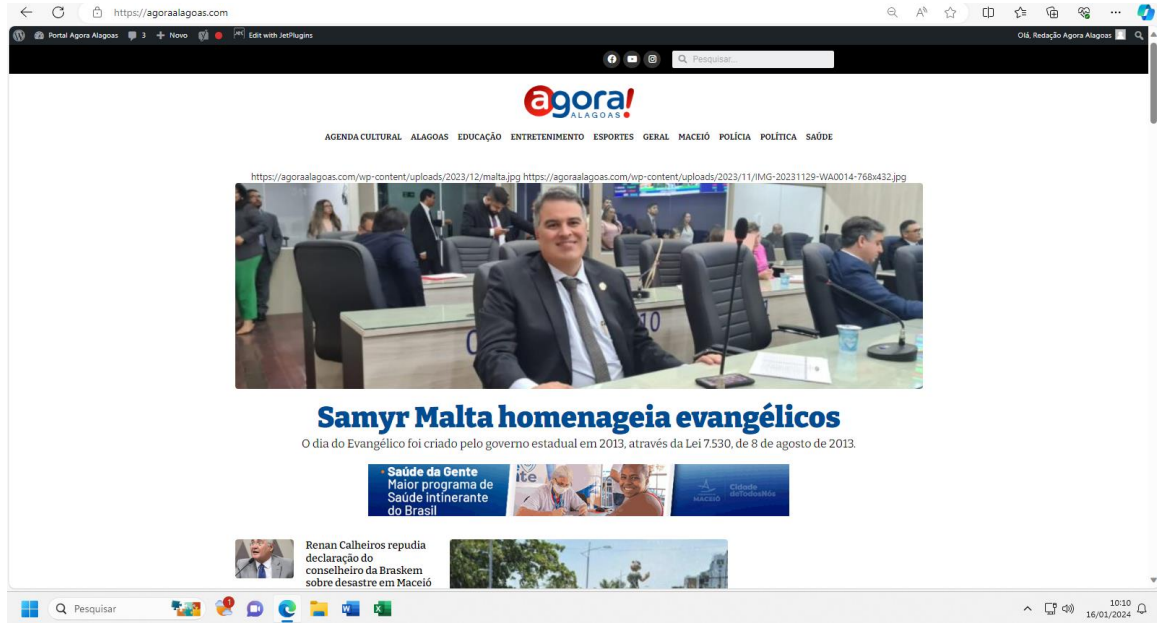 https://agoraalagoas.com
Portal Agora Alagoas 3 + Novo Edit with JetPlugins Olá, Redação Agora Alagoas
Pesquisar...
agora!
ALAGOAS
AGENDA CULTURAL ALAGOAS EDUCAÇÃO ENTRETENIMENTO ESPORTES GERAL MACEIÓ POLÍCIA POLÍTICA SAÚDE
https://agoraalagoas.com/wp-content/uploads/2023/12/malta.jpg https://agoraalagoas.com/wp-content/uploads/2023/11/IMG-20231129-WA0014-768x432.jpg
10
Samyr Malta homenageia evangélicos
O dia do Evangélico foi criado pelo governo estadual em 2013, através da Lei 7.530, de 8 de agosto de 2013.
• Saúde da Gente
Maior programa de
Saúde intinerante
do Brasil
MACEIÓ
Cidade
deTodosNós
Renan Calheiros repudia
declaração do
conselheiro da Braskem
sobre desastre em Maceió
Pesquisar
10:10
16/01/2024